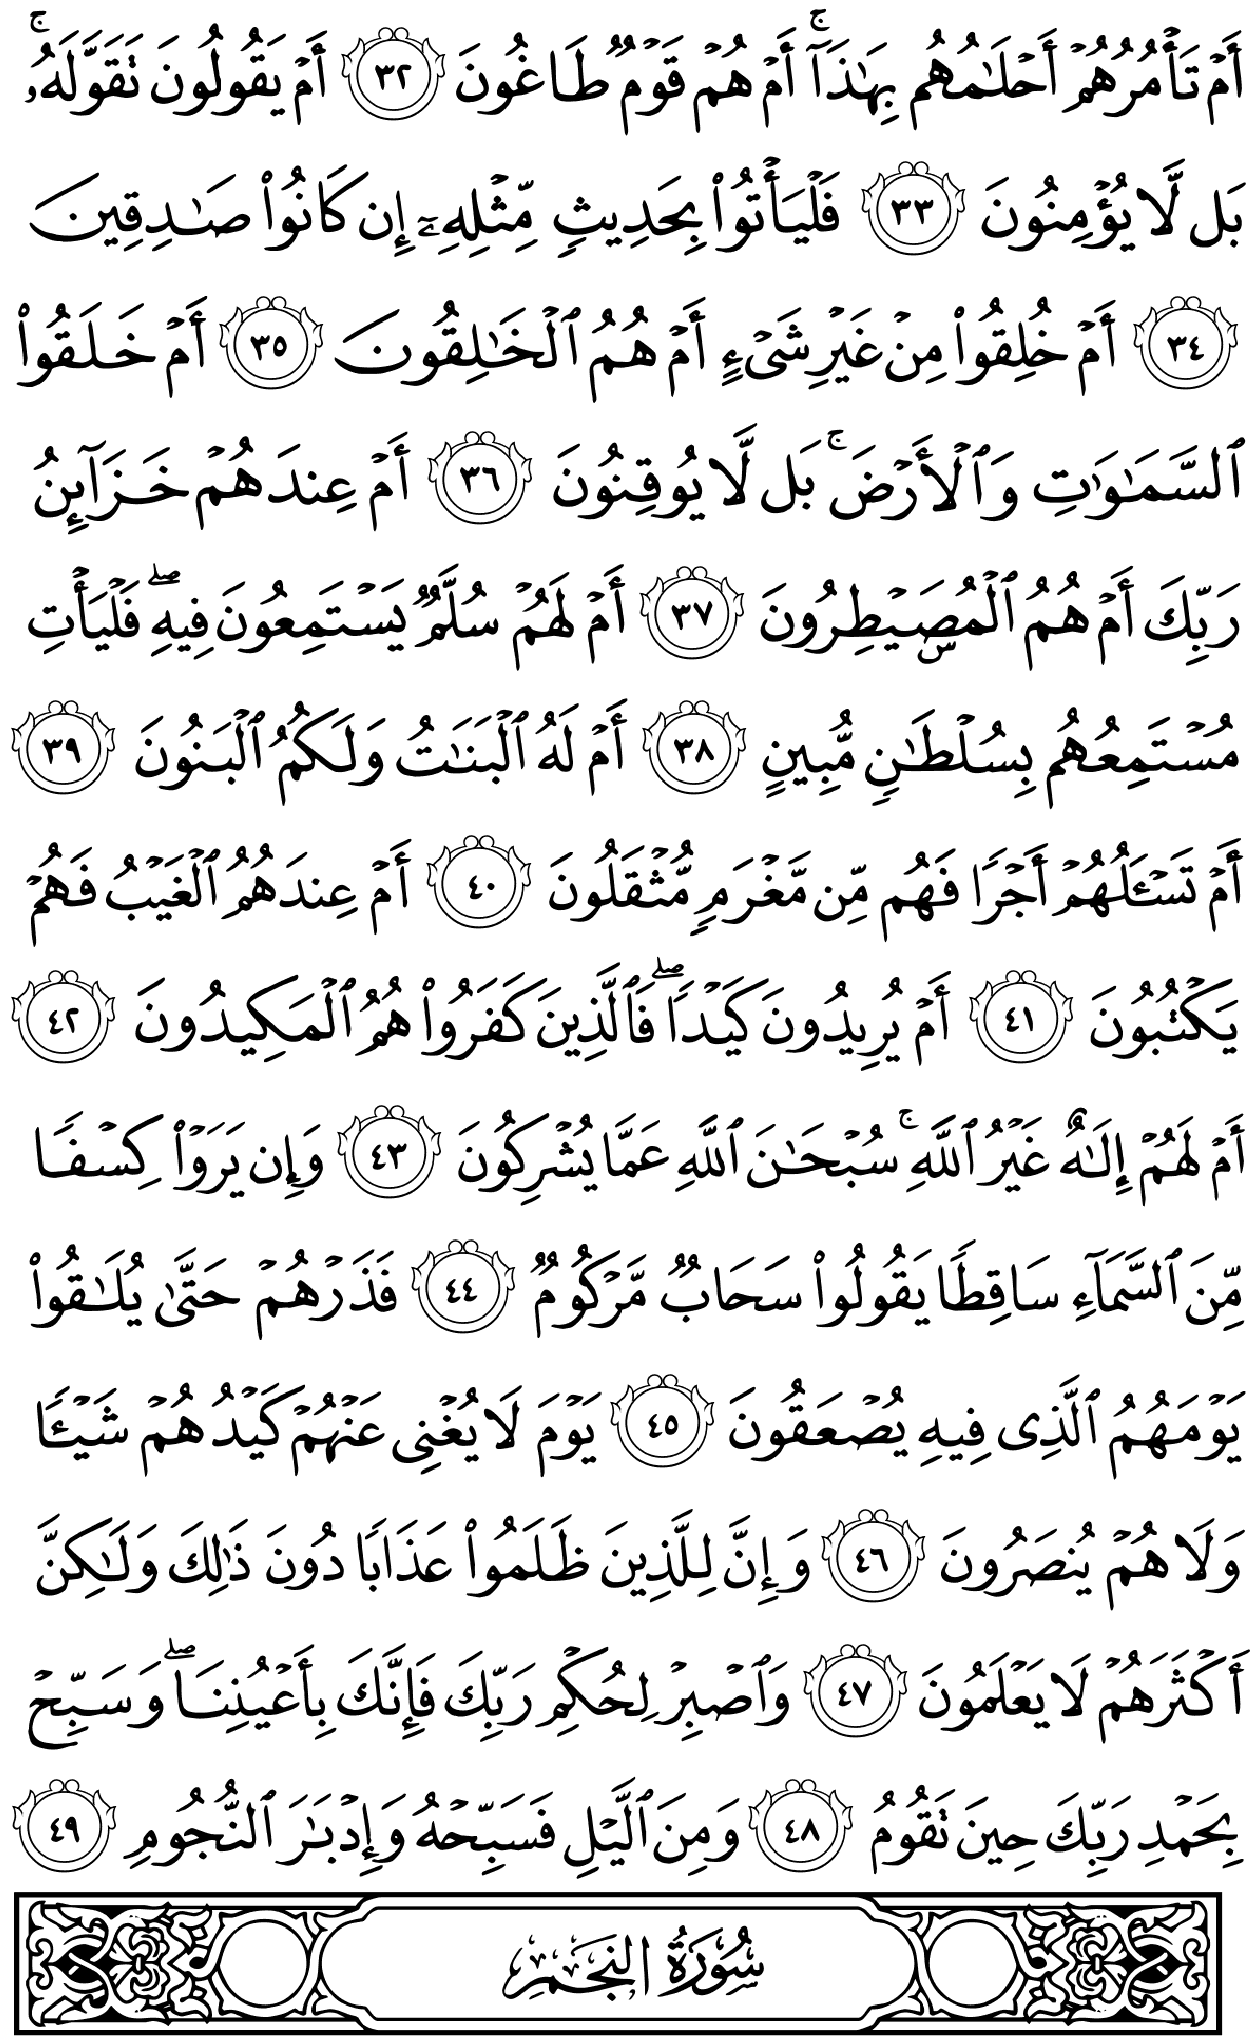 أَمۡ تَأۡمُرُهُمۡ أَحۡلَٰمُهُم بِهَٰذَآۚ أَمۡ هُمۡ قَوۡمٞ طَاغُونَ ٣٢ أَمۡ يَقُولُونَ تَقَوَّلَهُۥۚ
بَل لَّا يُؤۡمِنُونَ ٣٣ فَلۡيَأۡتُواْ بِحَدِيثٖ مِّثۡلِهِۦٓ إِن كَانُواْ صَٰدِقِينَ
٣٤ أَمۡ خُلِقُواْ مِنۡ غَيۡرِ شَيۡءٍ أَمۡ هُمُ ٱلۡخَٰلِقُونَ ٣٥ أَمۡ خَلَقُواْ
ٱلسَّمَٰوَٰتِ وَٱلۡأَرۡضَۚ بَل لَّا يُوقِنُونَ ٣٦ أَمۡ عِندَهُمۡ خَزَآئِنُ
رَبِّكَ أَمۡ هُمُ ٱلۡمُصَۜيۡطِرُونَ ٣٧ أَمۡ لَهُمۡ سُلَّمٞ يَسۡتَمِعُونَ فِيهِۖ فَلۡيَأۡتِ
مُسۡتَمِعُهُم بِسُلۡطَٰنٖ مُّبِينٍ ٣٨ أَمۡ لَهُ ٱلۡبَنَٰتُ وَلَكُمُ ٱلۡبَنُونَ ٣٩
أَمۡ تَسۡـَٔلُهُمۡ أَجۡرٗا فَهُم مِّن مَّغۡرَمٖ مُّثۡقَلُونَ ٤٠ أَمۡ عِندَهُمُ ٱلۡغَيۡبُ فَهُمۡ
يَكۡتُبُونَ ٤١ أَمۡ يُرِيدُونَ كَيۡدٗاۖ فَٱلَّذِينَ كَفَرُواْ هُمُ ٱلۡمَكِيدُونَ ٤٢
أَمۡ لَهُمۡ إِلَٰهٌ غَيۡرُ ٱللَّهِۚ سُبۡحَٰنَ ٱللَّهِ عَمَّا يُشۡرِكُونَ ٤٣ وَإِن يَرَوۡاْ كِسۡفٗا
مِّنَ ٱلسَّمَآءِ سَاقِطٗا يَقُولُواْ سَحَابٞ مَّرۡكُومٞ ٤٤ فَذَرۡهُمۡ حَتَّىٰ يُلَٰقُواْ
يَوۡمَهُمُ ٱلَّذِي فِيهِ يُصۡعَقُونَ ٤٥ يَوۡمَ لَا يُغۡنِي عَنۡهُمۡ كَيۡدُهُمۡ شَيۡـٔٗا
وَلَا هُمۡ يُنصَرُونَ ٤٦ وَإِنَّ لِلَّذِينَ ظَلَمُواْ عَذَابٗا دُونَ ذَٰلِكَ وَلَٰكِنَّ
أَكۡثَرَهُمۡ لَا يَعۡلَمُونَ ٤٧ وَٱصۡبِرۡ لِحُكۡمِ رَبِّكَ فَإِنَّكَ بِأَعۡيُنِنَاۖ وَسَبِّحۡ
بِحَمۡدِ رَبِّكَ حِينَ تَقُومُ ٤٨ وَمِنَ ٱلَّيۡلِ فَسَبِّحۡهُ وَإِدۡبَٰرَ ٱلنُّجُومِ ٤٩
سُورَةُ النَّجْمِ